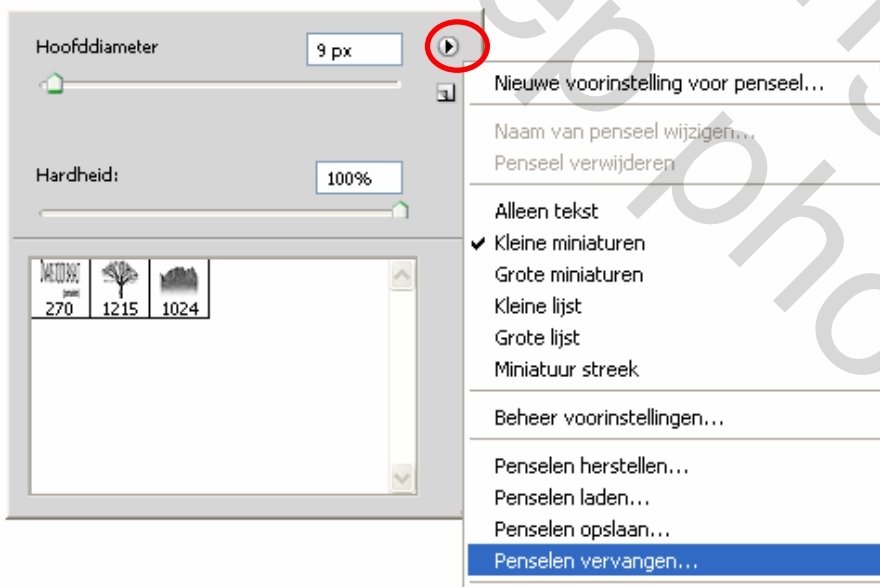 Hoofddiameter
9 px
Hardheid:
100%
270 1215 1024
Nieuwe voorinstelling voor penseel...
Naam van penseel wijzigen...
Penseel verwijderen
Alleen tekst
Kleine miniaturen
Grote miniaturen
Kleine lijst
Grote lijst
Miniatuur streek
Beheer voorinstellingen...
Penselen herstellen...
Penselen laden...
Penselen opslaan...
Penselen vervangen...